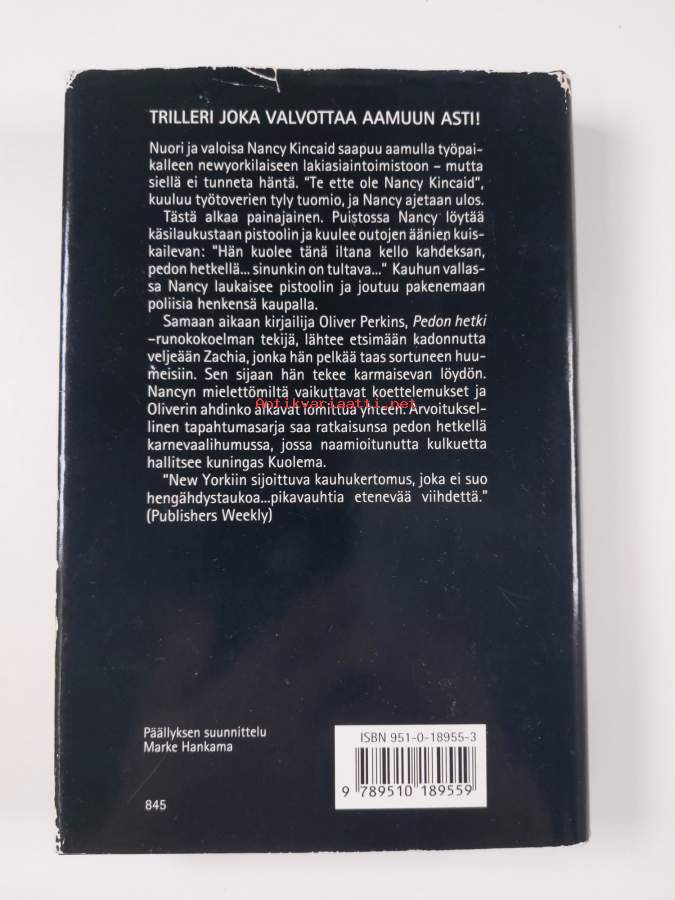 TRILLERI JOKA VALVOTTAA AAMUUN ASTI!
Nuori ja valoisa Nancy Kincaid saapuu aamulla työpai-
kalleen newyorkilaiseen lakiasiaintoimistoon – mutta
siellä ei tunneta häntä. "Te ette ole Nancy Kincaid",
kuuluu työtoverien tyly tuomio, ja Nancy ajetaan ulos.
Tästä alkaa painajainen. Puistossa Nancy löytää
käsilaukustaan pistoolin ja kuulee outojen äänien kuis-
kailevan: "Hän kuolee tänä iltana kello kahdeksan,
pedon hetkellä... sinunkin on tultava..." Kauhun vallas-
sa Nancy laukaisee pistoolin ja joutuu pakenemaan
poliisia henkensä kaupalla.
Samaan aikaan kirjailija Oliver Perkins, Pedon hetki
–runokokoelman tekijä, lähtee etsimään kadonnutta
veljeään Zachia, jonka hän pelkää taas sortuneen huu-
meisiin. Sen sijaan hän tekee karmaisevan löydön.
Nancyn mielettömiltä vaikuttavat koettelemukset ja
Oliverin ahdinko alkavat toimittua yhteen. Arvoituksel-
Antikvariaatti.net
linen tapahtumasarja saa ratkaisunsa pedon hetkellä
karnevaalihumussa, jossa naamioitunutta kulkuetta
hallitsee kuningas Kuolema.
"New Yorkiin sijoittuva kauhukertomus, joka ei suo
hengähdystaukoa...pikavauhtia etenevää viihdettä."
(Publishers Weekly)
Päällyksen suunnittelu
Marke Hankama
845
ISBN 951-0-18955-3
9 789510 189559